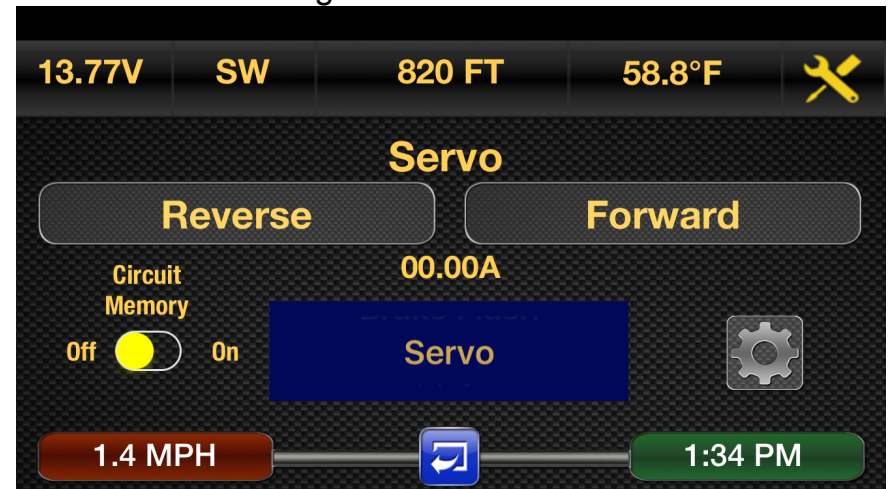 13.77V SW 820 FT 58.8°F
Servo
Reverse Forward
00.00A
Circuit
Memory
Off On
Servo
1.4 MPH 1:34 PM